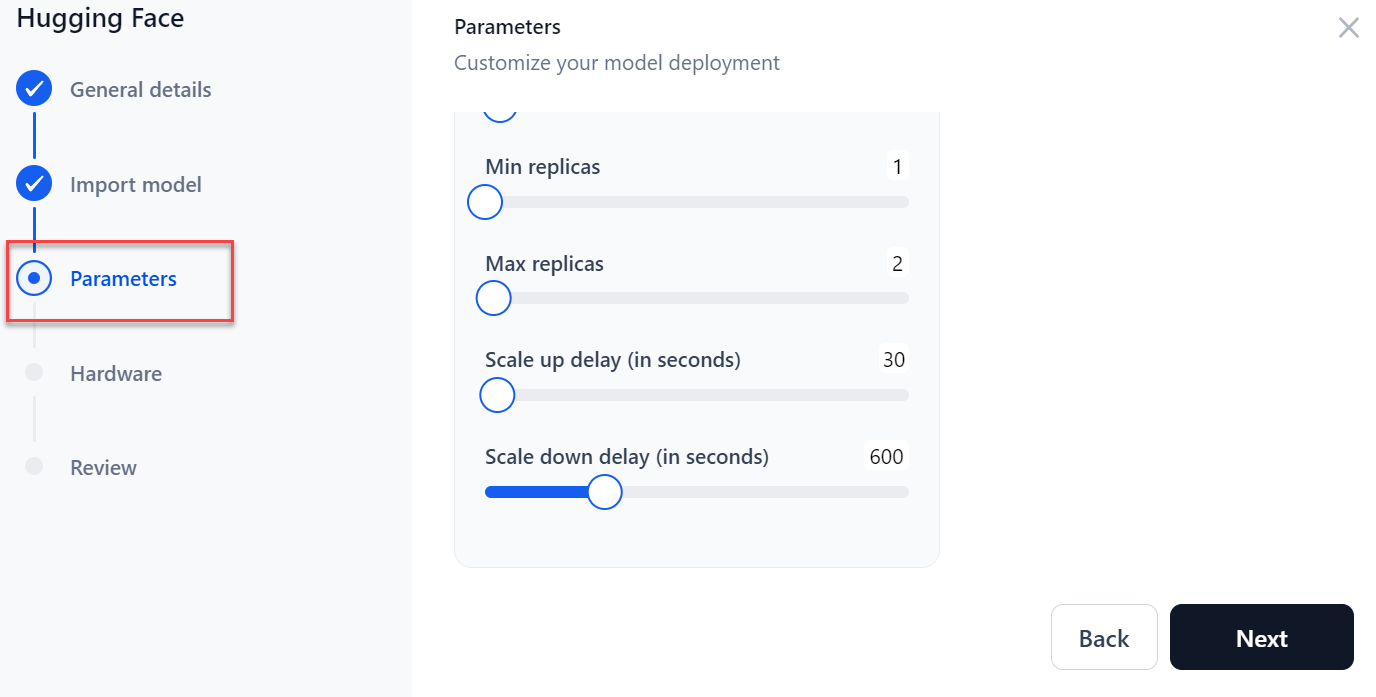 Hugging Face
General details
Import model
Parameters
Hardware
Review
Parameters
Customize your model deployment
Min replicas 1
Max replicas 2
Scale up delay (in seconds) 30
Scale down delay (in seconds) 600
Back Next